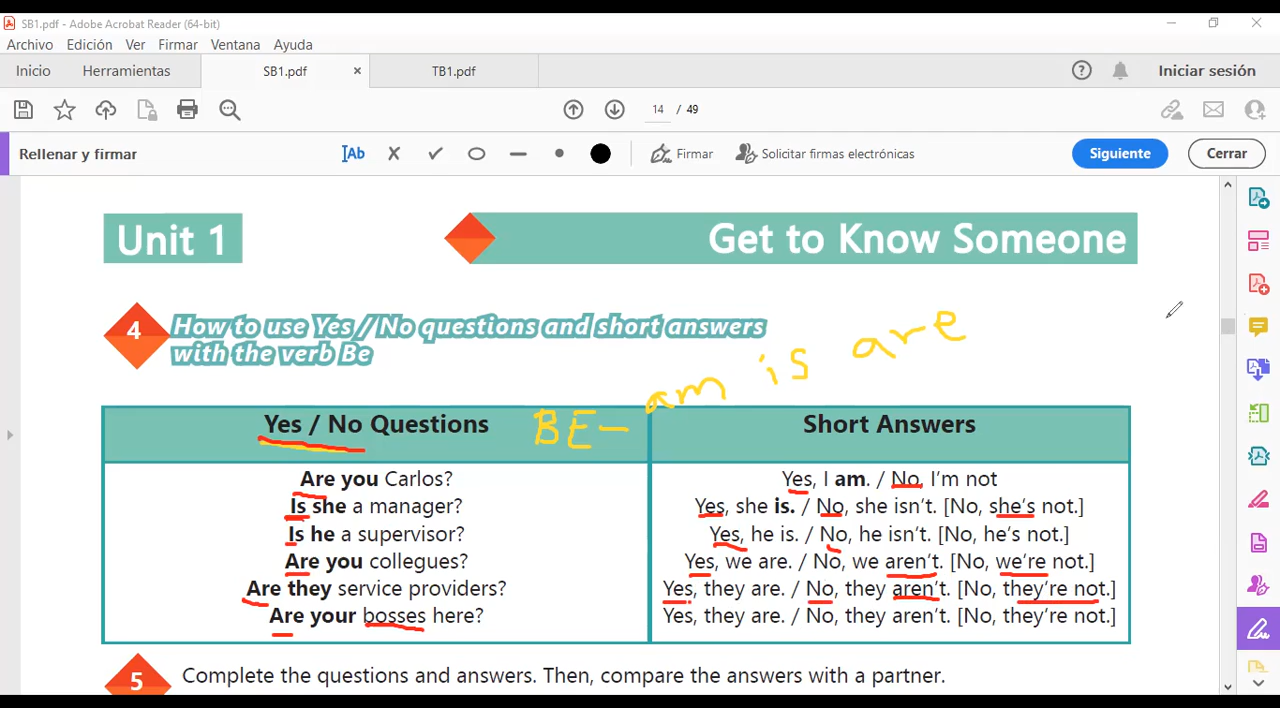 SB1.pdf - Adobe Acrobat Reader (64-bit)
Archivo Edición Ver Firmar Ventana Ayuda
Inicio Herramientas SB1.pdf × TB1.pdf Iniciar sesión
14 / 49
Rellenar y firmar Ab Firmar Solicitar firmas electrónicas Siguiente Cerrar
Unit 1 Get to Know Someone
4 How to use Yes / No questions and short answers
with the verb Be
BE - am is are
Yes / No Questions Short Answers
Are you Carlos? Yes, I am. / No, I'm not
Is she a manager? Yes, she is. / No, she isn't. [No, she's not.]
Is he a supervisor? Yes, he is. / No, he isn't. [No, he's not.]
Are you collegues? Yes, we are. / No, we aren't. [No, we're not.]
Are they service providers? Yes, they are. / No, they aren't. [No, they're not.]
Are your bosses here? Yes, they are. / No, they aren't. [No, they're not.]
5 Complete the questions and answers. Then, compare the answers with a partner.